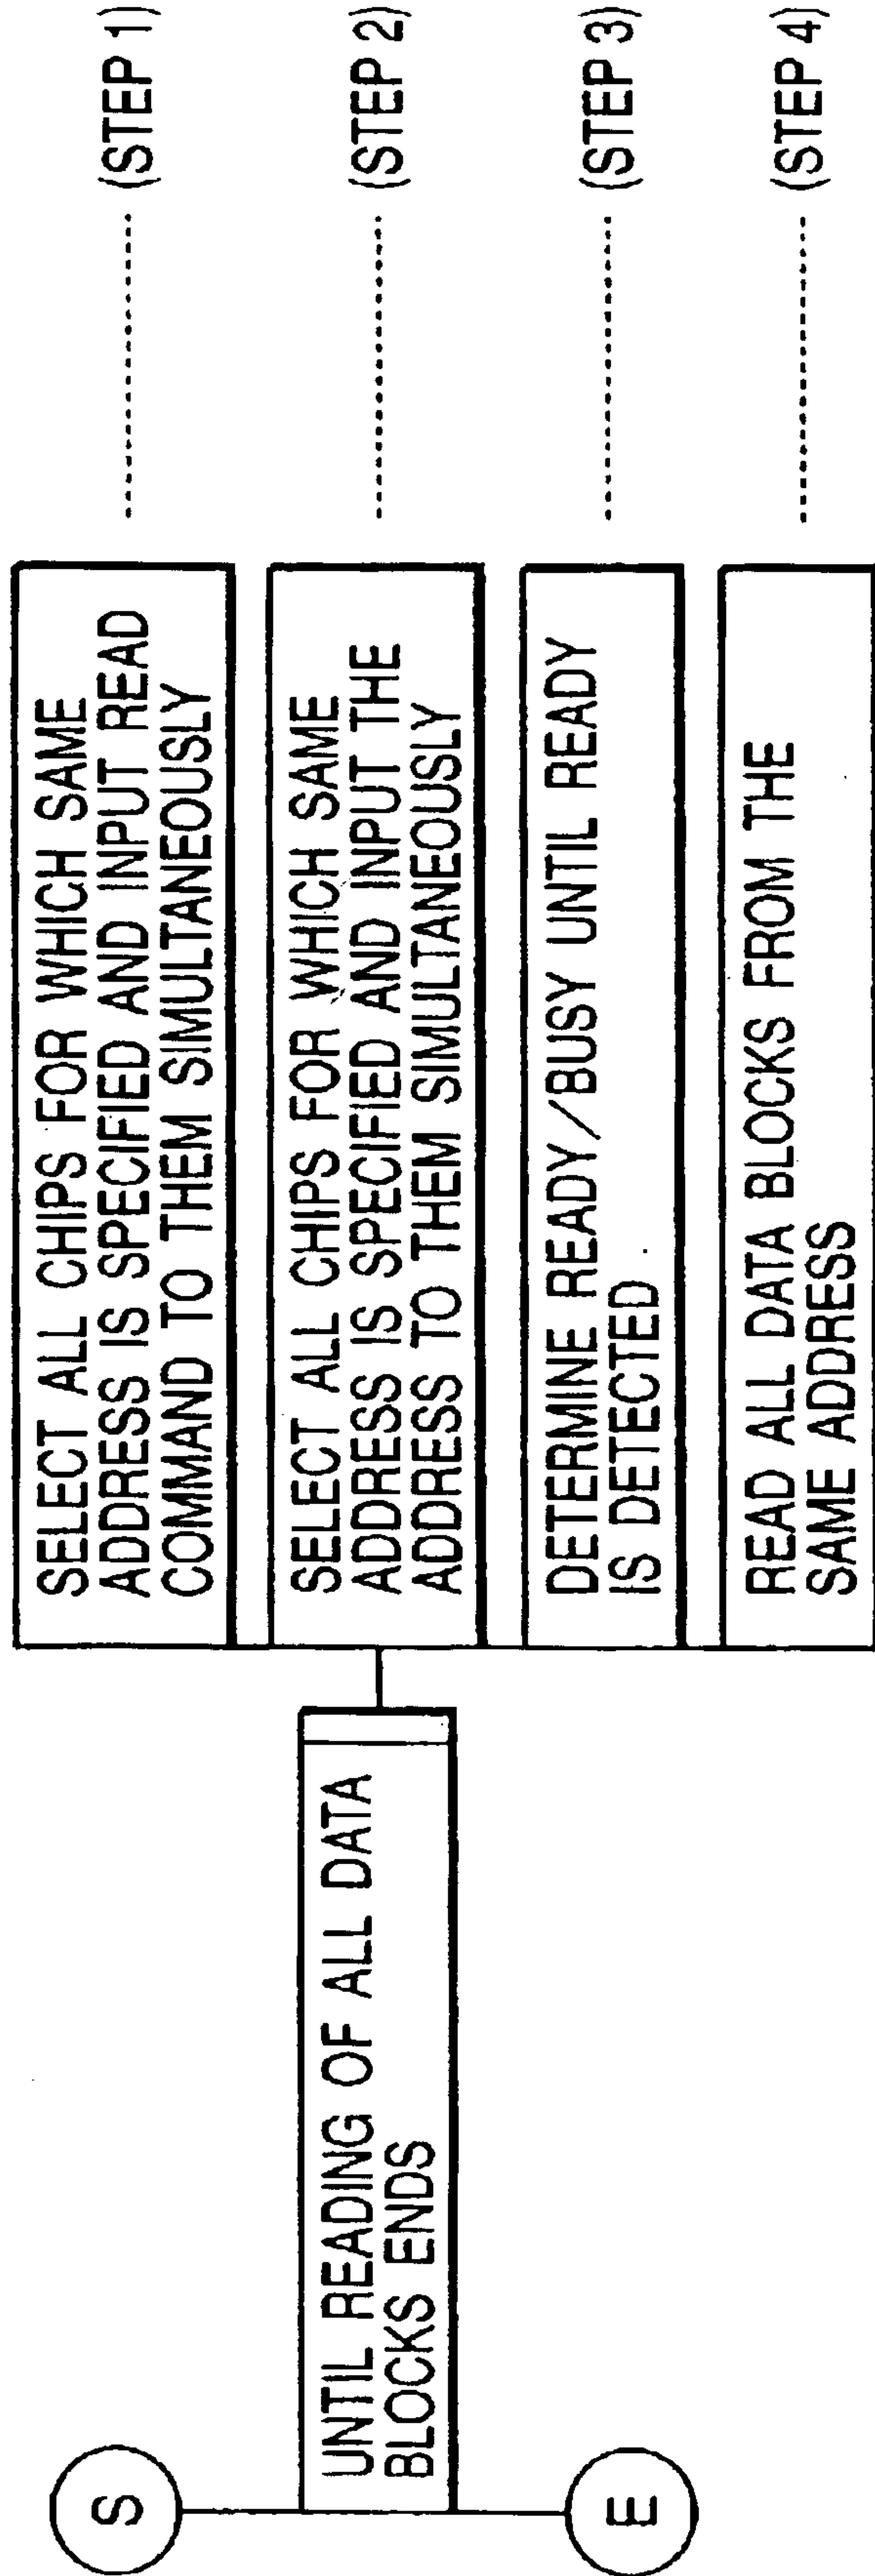 S
UNTIL READING OF ALL DATA
BLOCKS ENDS
E
SELECT ALL CHIPS FOR WHICH SAME
ADDRESS IS SPECIFIED AND INPUT READ
COMMAND TO THEM SIMULTANEOUSLY
(STEP 1)
SELECT ALL CHIPS FOR WHICH SAME
ADDRESS IS SPECIFIED AND INPUT THE
ADDRESS TO THEM SIMULTANEOUSLY
(STEP 2)
DETERMINE READY/BUSY UNTIL READY
IS DETECTED
(STEP 3)
READ ALL DATA BLOCKS FROM THE
SAME ADDRESS
(STEP 4)